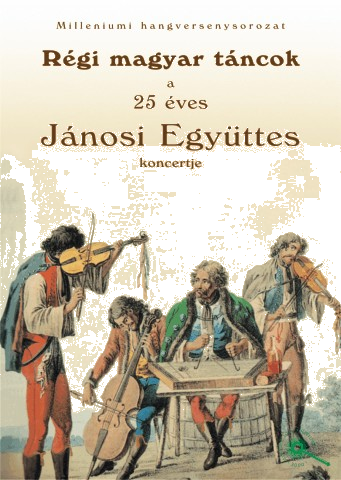 Milleniumi hangversenysorozat
Régi magyar táncok
a
25 éves
Jánosi Együttes
koncertje